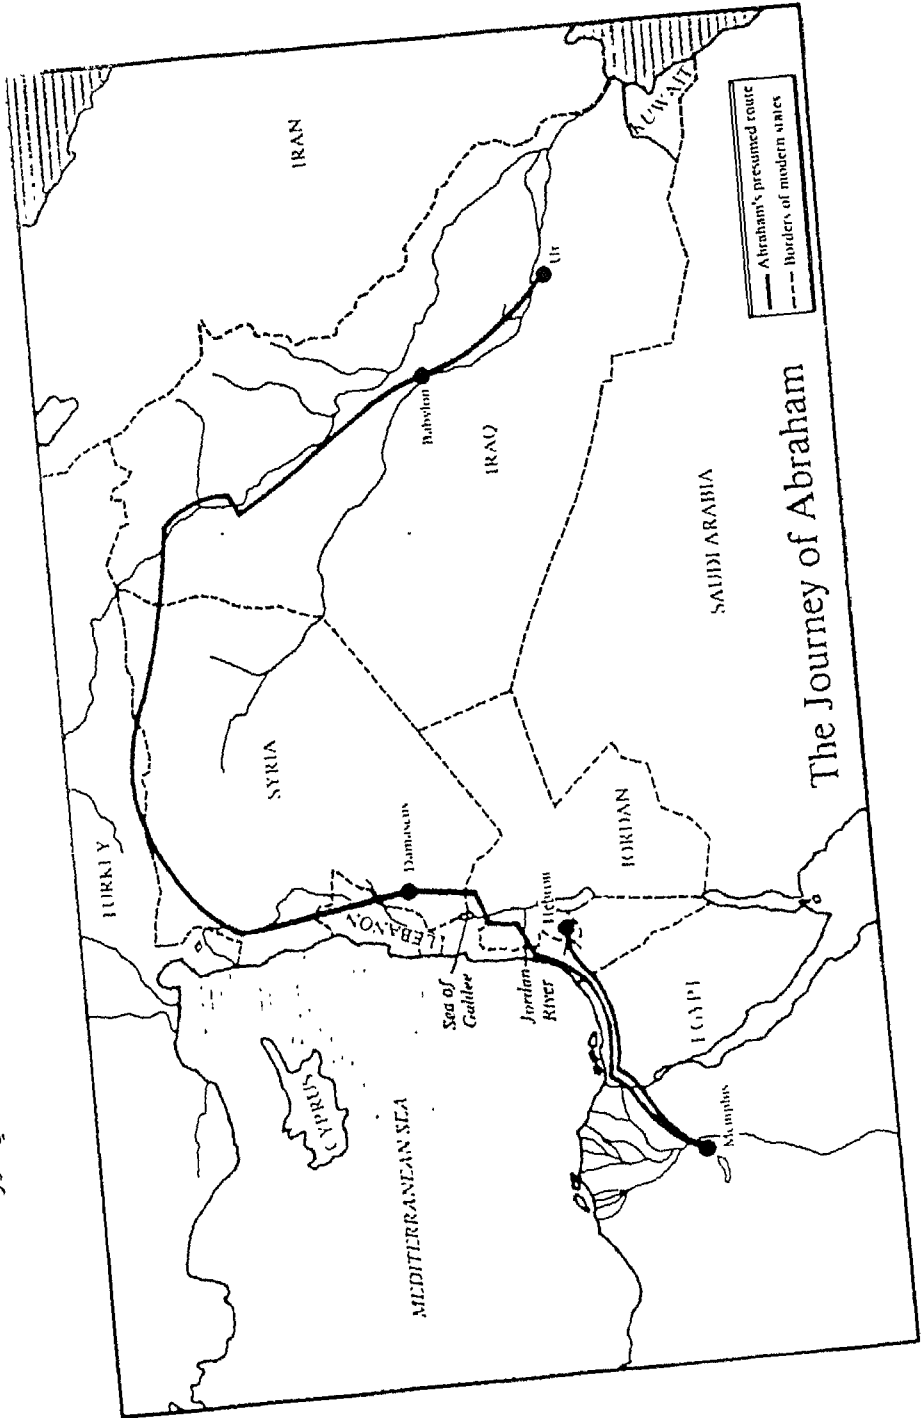 The Journey of Abraham
Abraham's presumed route
Borders of modern states
TURKEY
IRAN
SYRIA
CYPRUS
LEBANON
Damascus
IRAQ
Babylon
MEDITERRANEAN SEA
Sea of
Galilee
Jordan
River
Hebron
JORDAN
Ur
KUWAIT
EGYPT
Memphis
SAUDI ARABIA